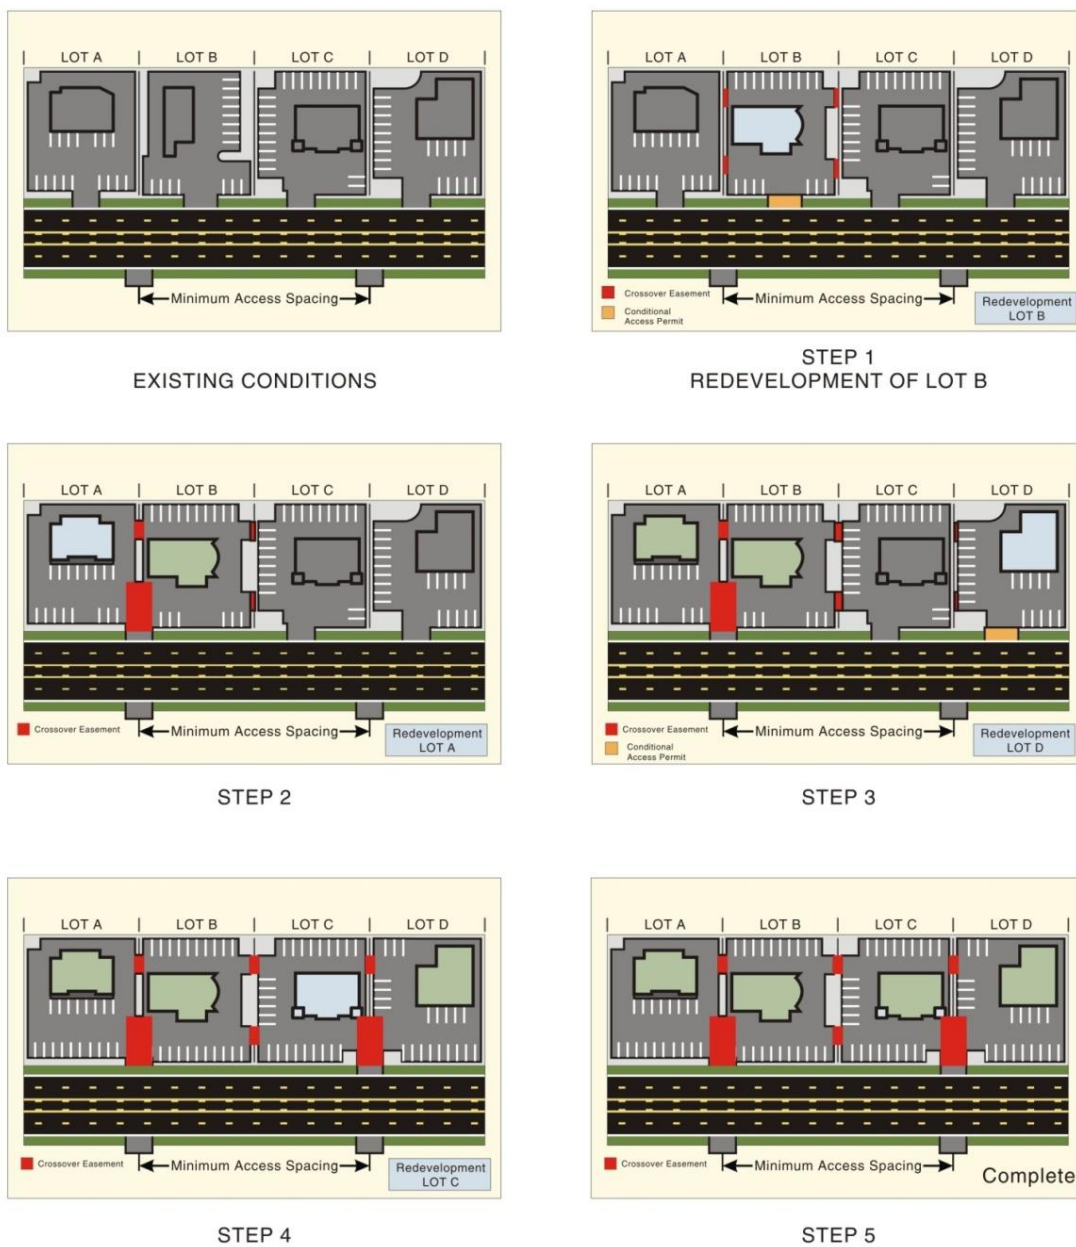 LOT A LOT B LOT C LOT D
Minimum Access Spacing
EXISTING CONDITIONS
LOT A LOT B LOT C LOT D
Minimum Access Spacing
Crossover Easement
Conditional
Access Permit
Redevelopment
LOT B
STEP 1
REDEVELOPMENT OF LOT B
LOT A LOT B LOT C LOT D
Minimum Access Spacing
Crossover Easement
Redevelopment
LOT A
STEP 2
LOT A LOT B LOT C LOT D
Minimum Access Spacing
Crossover Easement
Conditional
Access Permit
Redevelopment
LOT D
STEP 3
LOT A LOT B LOT C LOT D
Crossover Easement
Minimum Access Spacing
Redevelopment
LOT C
STEP 4
LOT A LOT B LOT C LOT D
Crossover Easement
Minimum Access Spacing
Complete
STEP 5